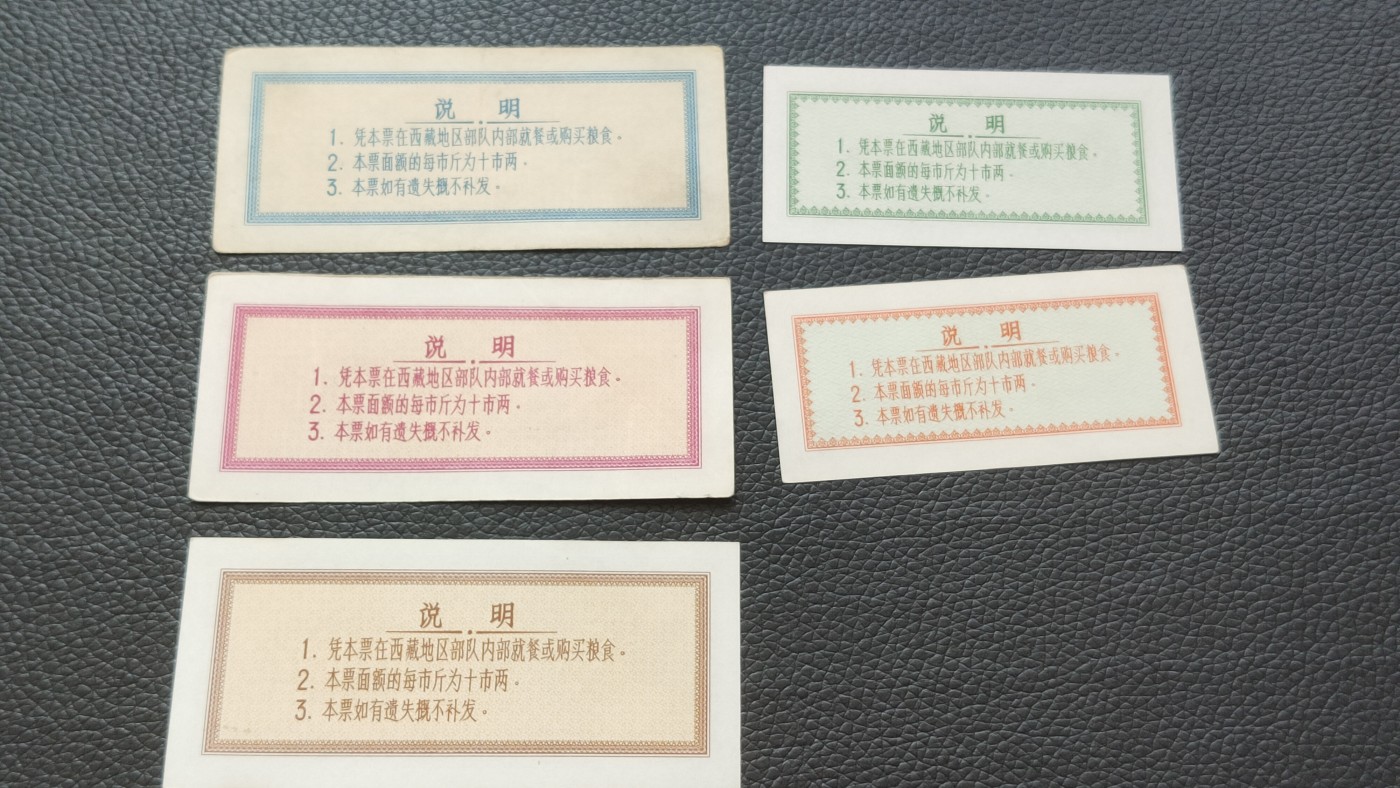 说 明
1. 凭本票在西藏地区部队内部就餐或购买粮食。
2. 本票面额的每市斤为十市两。
3. 本票如有遗失概不补发。
说 明
1. 凭本票在西藏地区部队内部就餐或购买粮食。
2. 本票面额的每市斤为十市两。
3. 本票如有遗失概不补发。
说 明
1. 凭本票在西藏地区部队内部就餐或购买粮食。
2. 本票面额的每市斤为十市两。
3. 本票如有遗失概不补发。
说 明
1. 凭本票在西藏地区部队内部就餐或购买粮食。
2. 本票面额的每市斤为十市两。
3. 本票如有遗失概不补发。
说 明
1. 凭本票在西藏地区部队内部就餐或购买粮食。
2. 本票面额的每市斤为十市两。
3. 本票如有遗失概不补发。